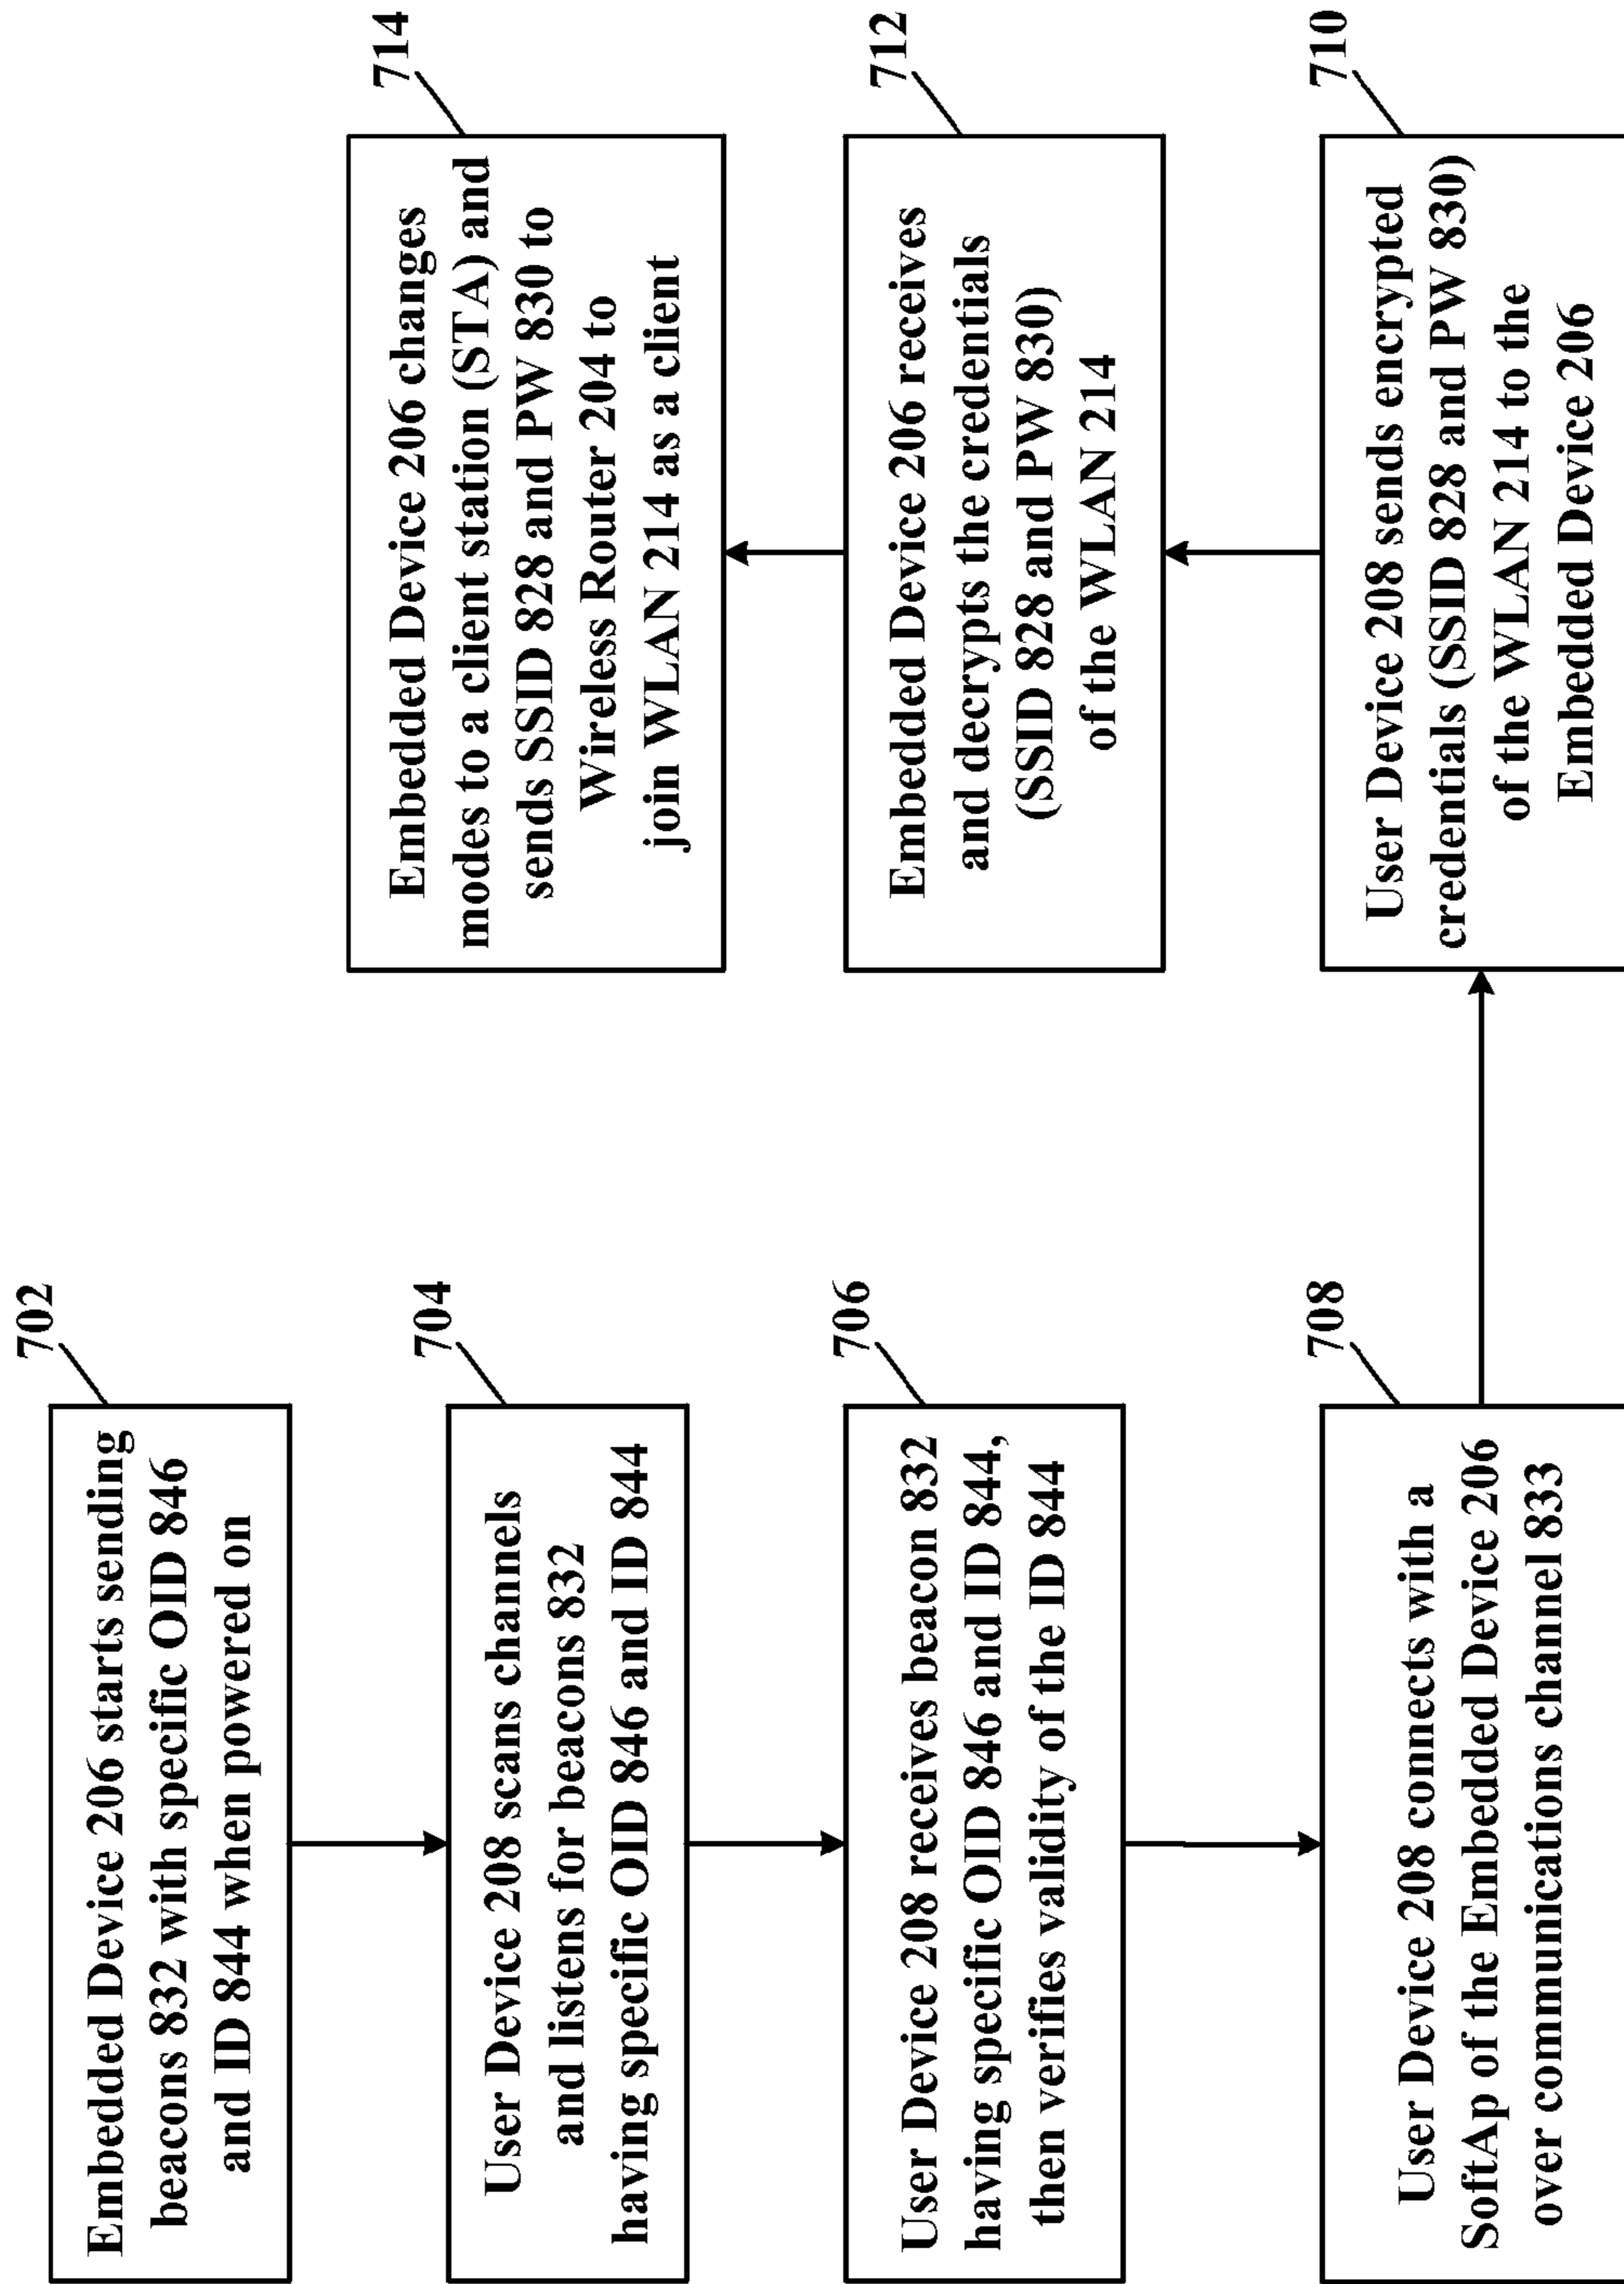 702
Embedded Device 206 starts sending
beacons 832 with specific OID 846
and ID 844 when powered on
704
User Device 208 scans channels
and listens for beacons 832
having specific OID 846 and ID 844
706
User Device 208 receives beacon 832
having specific OID 846 and ID 844,
then verifies validity of the ID 844
708
User Device 208 connects with a
SoftAp of the Embedded Device 206
over communications channel 833
710
User Device 208 sends encrypted
credentials (SSID 828 and PW 830)
of the WLAN 214 to the
Embedded Device 206
712
Embedded Device 206 receives
and decrypts the credentials
(SSID 828 and PW 830)
of the WLAN 214
714
Embedded Device 206 changes
modes to a client station (STA) and
sends SSID 828 and PW 830 to
Wireless Router 204 to
join WLAN 214 as a client